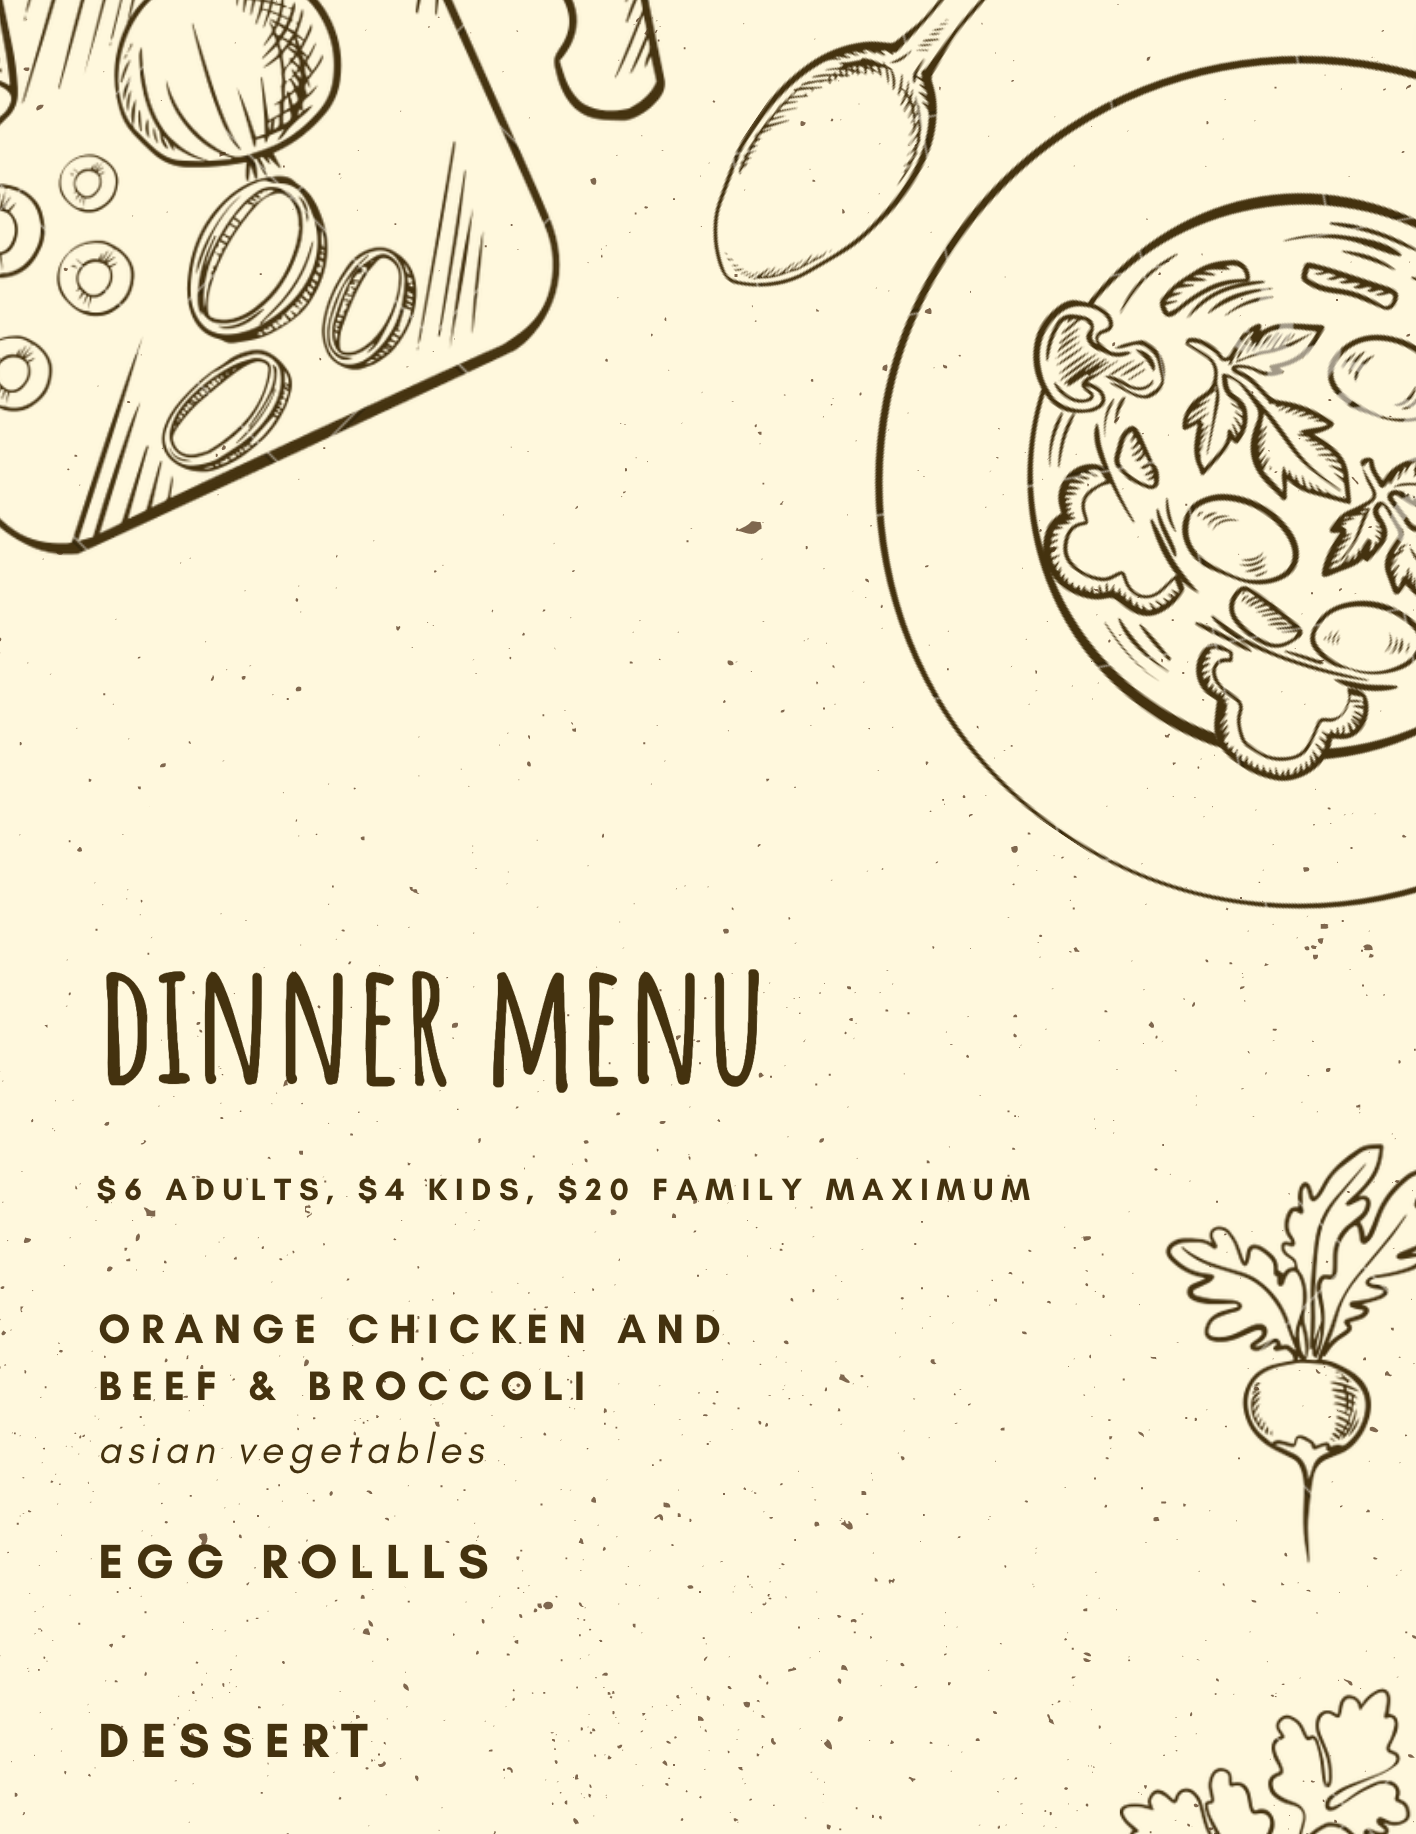 DINNER MENU
$6 ADULTS, $4 KIDS, $20 FAMILY MAXIMUM
ORANGE CHICKEN AND
BEEF & BROCCOLI
asian vegetables
EGG ROLLLS
DESSERT